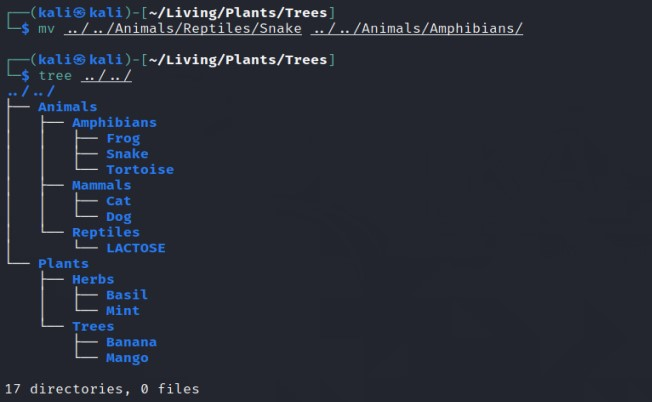 ┌──(kali㉿kali)-[~/Living/Plants/Trees]
└─$ mv ../../Animals/Reptiles/Snake ../../Animals/Amphibians/
┌──(kali㉿kali)-[~/Living/Plants/Trees]
└─$ tree ../../
../../
├── Animals
│   ├── Amphibians
│   │   ├── Frog
│   │   ├── Snake
│   │   └── Tortoise
│   ├── Mammals
│   │   ├── Cat
│   │   └── Dog
│   └── Reptiles
│       └── LACTOSE
└── Plants
    ├── Herbs
    │   ├── Basil
    │   └── Mint
    └── Trees
        ├── Banana
        └── Mango
17 directories, 0 files